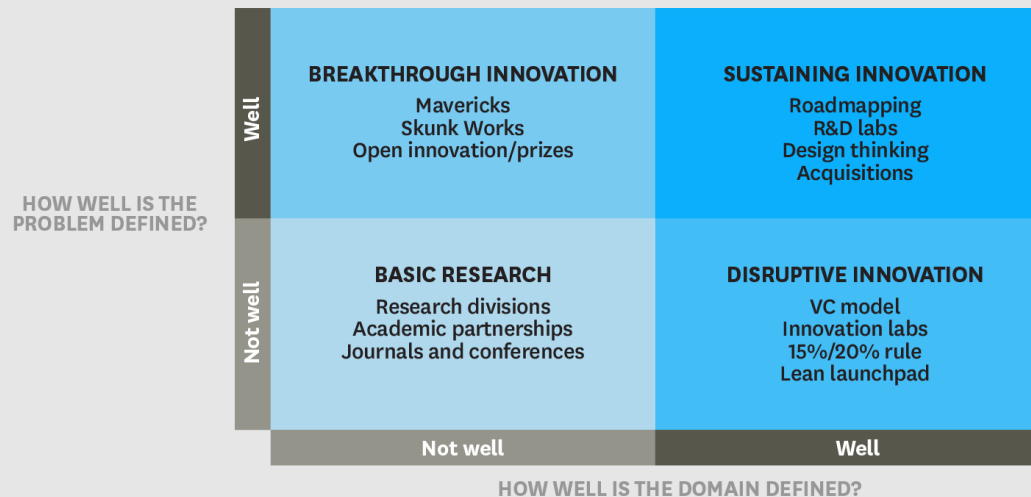 BREAKTHROUGH INNOVATION
Mavericks
Skunk Works
Open innovation/prizes
SUSTAINING INNOVATION
Roadmapping
R&D labs
Design thinking
Acquisitions
Well
HOW WELL IS THE
PROBLEM DEFINED?
Not well
BASIC RESEARCH
Research divisions
Academic partnerships
Journals and conferences
DISRUPTIVE INNOVATION
VC model
Innovation labs
15%/20% rule
Lean launchpad
Not well
Well
HOW WELL IS THE DOMAIN DEFINED?